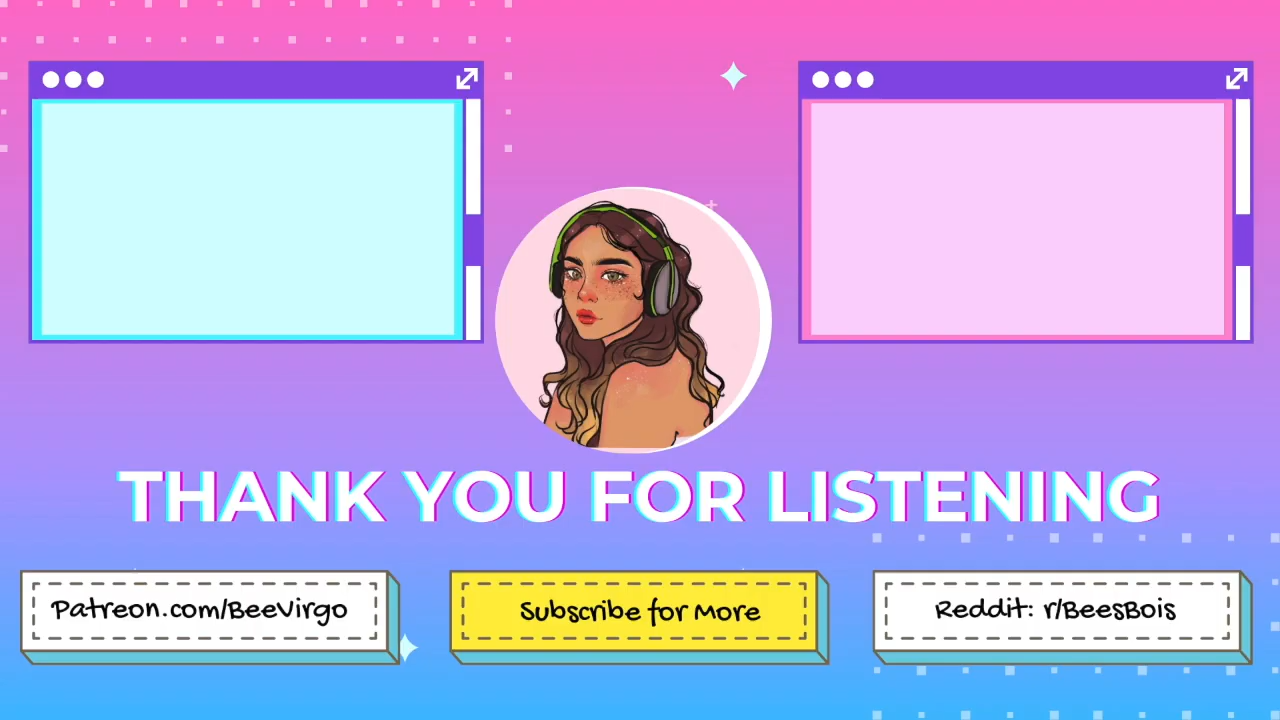 THANK YOU FOR LISTENING
Patreon.com/BeeVirgo
Subscribe for More
Reddit: r/BeesBois